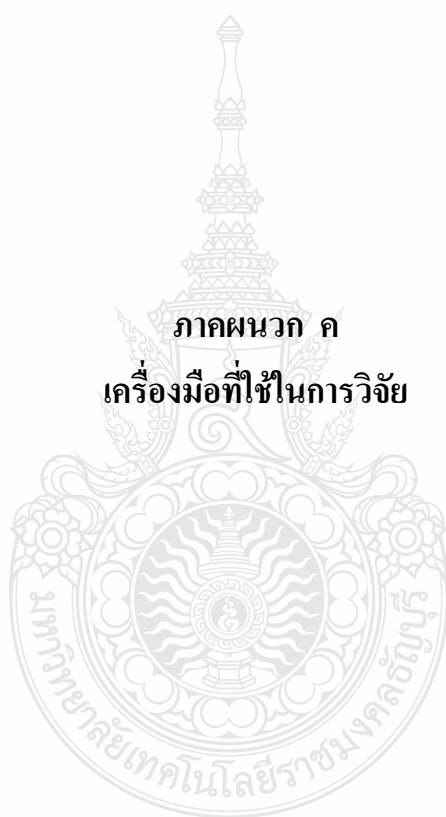 ภาคผนวก ค
เครื่องมือที่ใช้ในการวิจัย
มหาวิทยาลัยเทคโนโลยีราชมงคลธัญบุรี